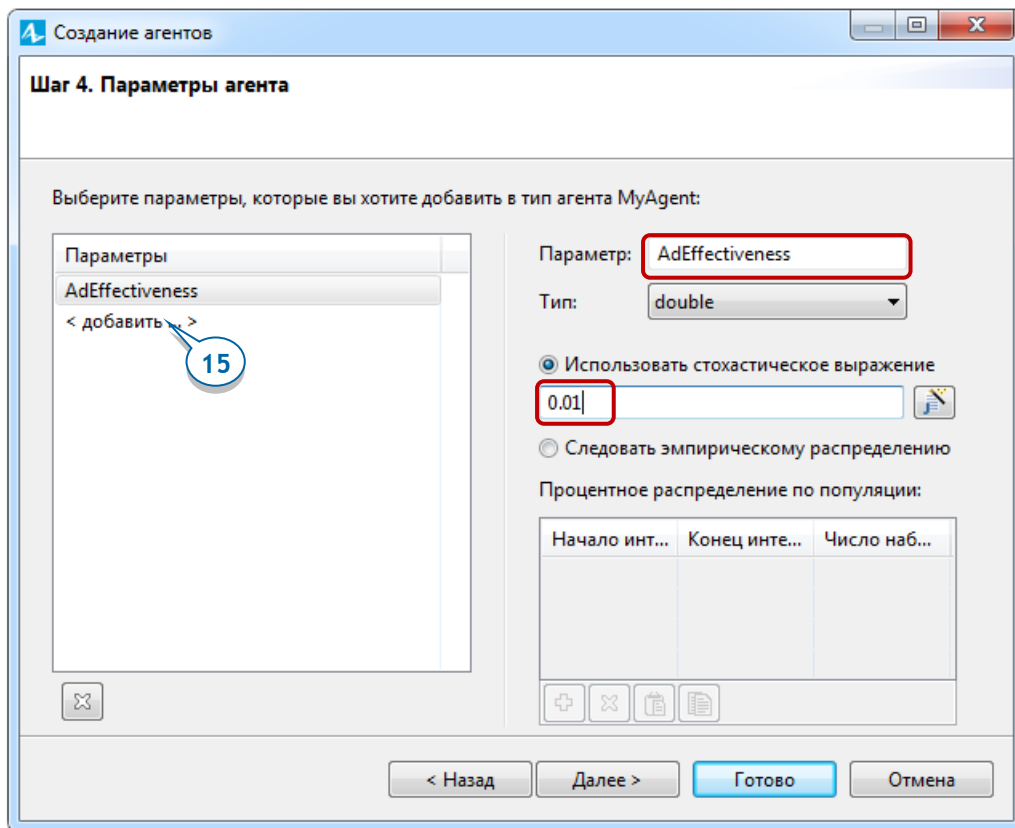 Создание агентов
Шаг 4. Параметры агента
Выберите параметры, которые вы хотите добавить в тип агента MyAgent:
Параметры
AdEffectiveness
< добавить ... >
15
Параметр: AdEffectiveness
Тип: double
Использовать стохастическое выражение
0.01
Следовать эмпирическому распределению
Процентное распределение по популяции:
Начало инт... Конец инте... Число наб...
< Назад Далее > Готово Отмена